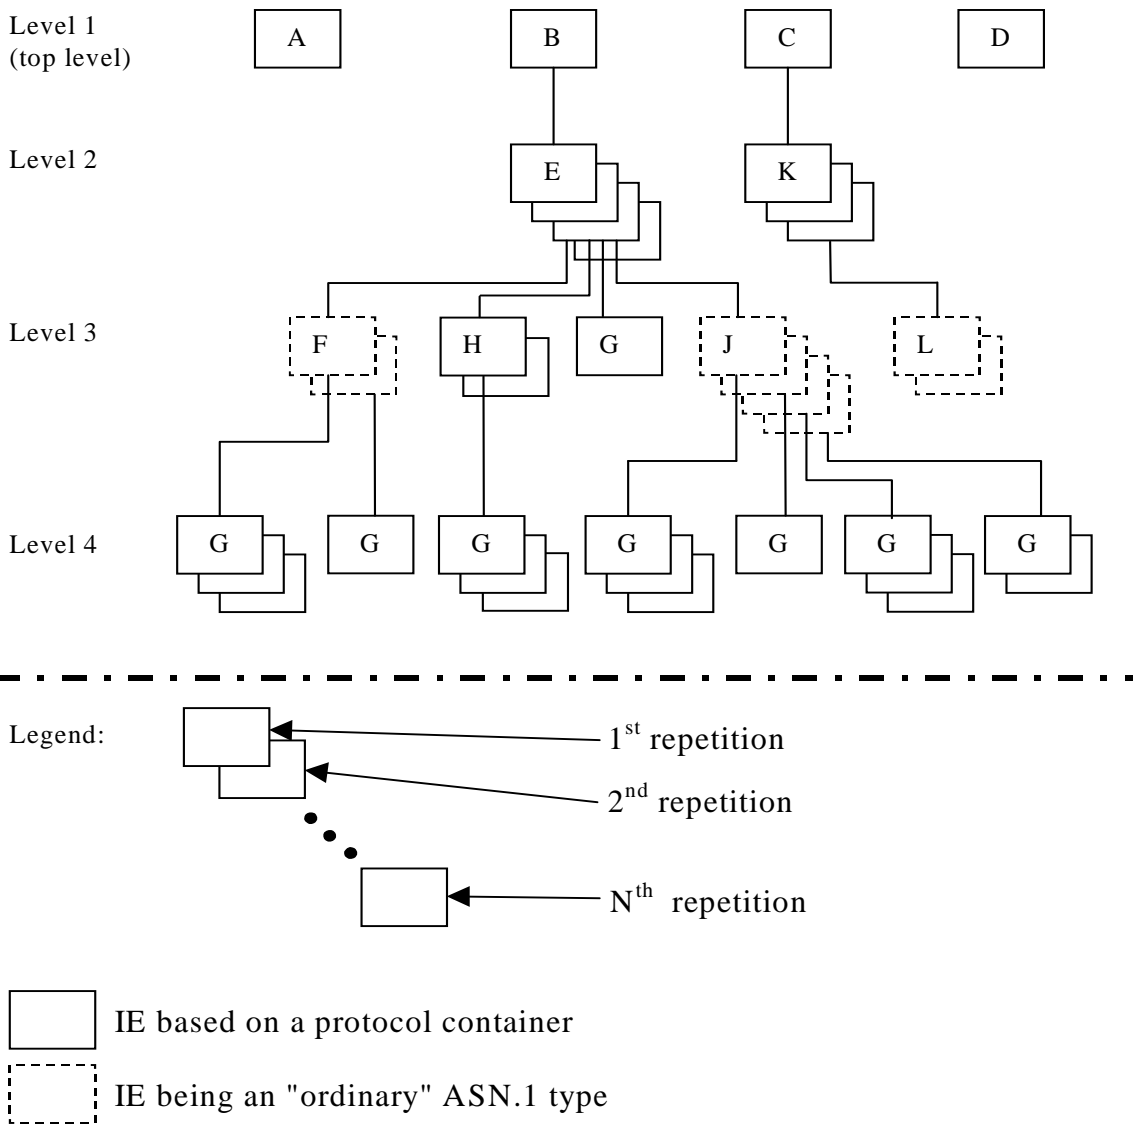 Level 1
(top level)
A B C D
Level 2
E K
Level 3
F H G J L
Level 4
G G G G G G G
Legend:
1st repetition
2nd repetition
Nth repetition
IE based on a protocol container
IE being an "ordinary" ASN.1 type